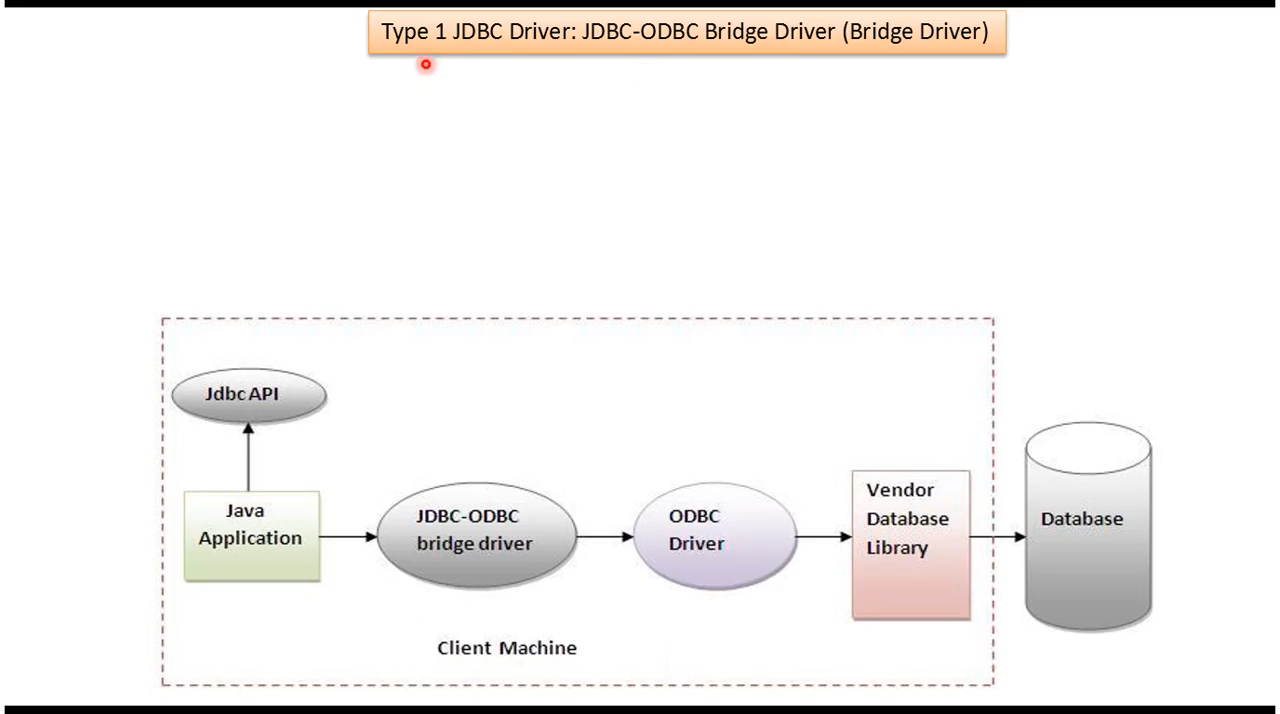 Type 1 JDBC Driver: JDBC-ODBC Bridge Driver (Bridge Driver)
Jdbc API
Java
Application
JDBC-ODBC
bridge driver
ODBC
Driver
Vendor
Database
Library
Database
Client Machine